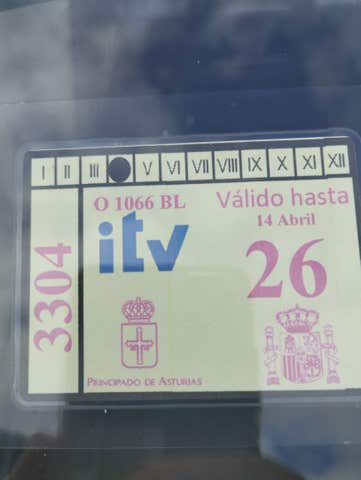 I II III V VI VII VIII IX X XI XII
O 1066 BL
Válido hasta
14 Abril
itv
26
3304
PRINCIPADO DE ASTURIAS